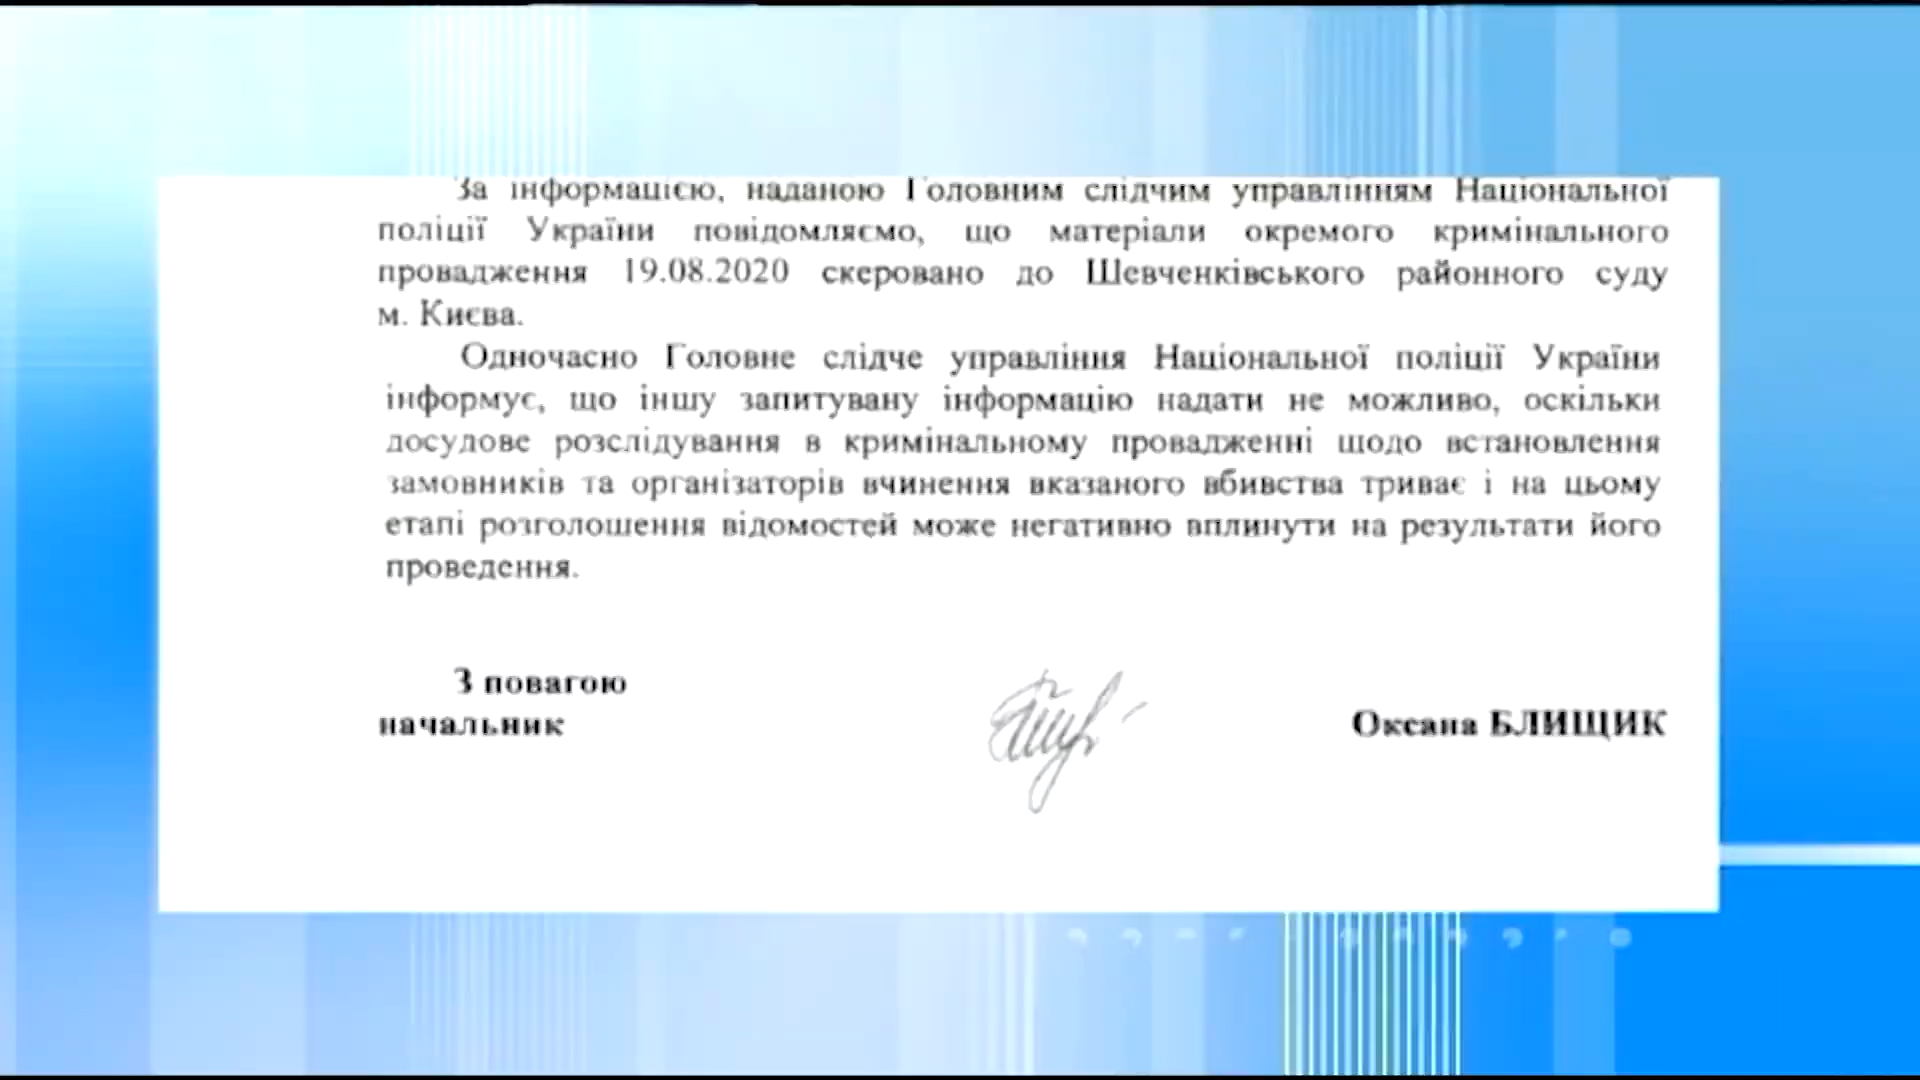 За інформацією, наданою Головним слідчим управлінням Національної
поліції України повідомляємо, що матеріали окремого кримінального
провадження 19.08.2020 скеровано до Шевченківського районного суду
м. Києва.
Одночасно Головне слідче управління Національної поліції України
інформує, що іншу запитувану інформацію надати не можливо, оскільки
досудове розслідування в кримінальному провадженні щодо встановлення
замовників та організаторів вчинення вказаного вбивства триває і на цьому
етапі розголошення відомостей може негативно вплинути на результати його
проведення.
З повагою
начальник
Оксана БЛИЩИК